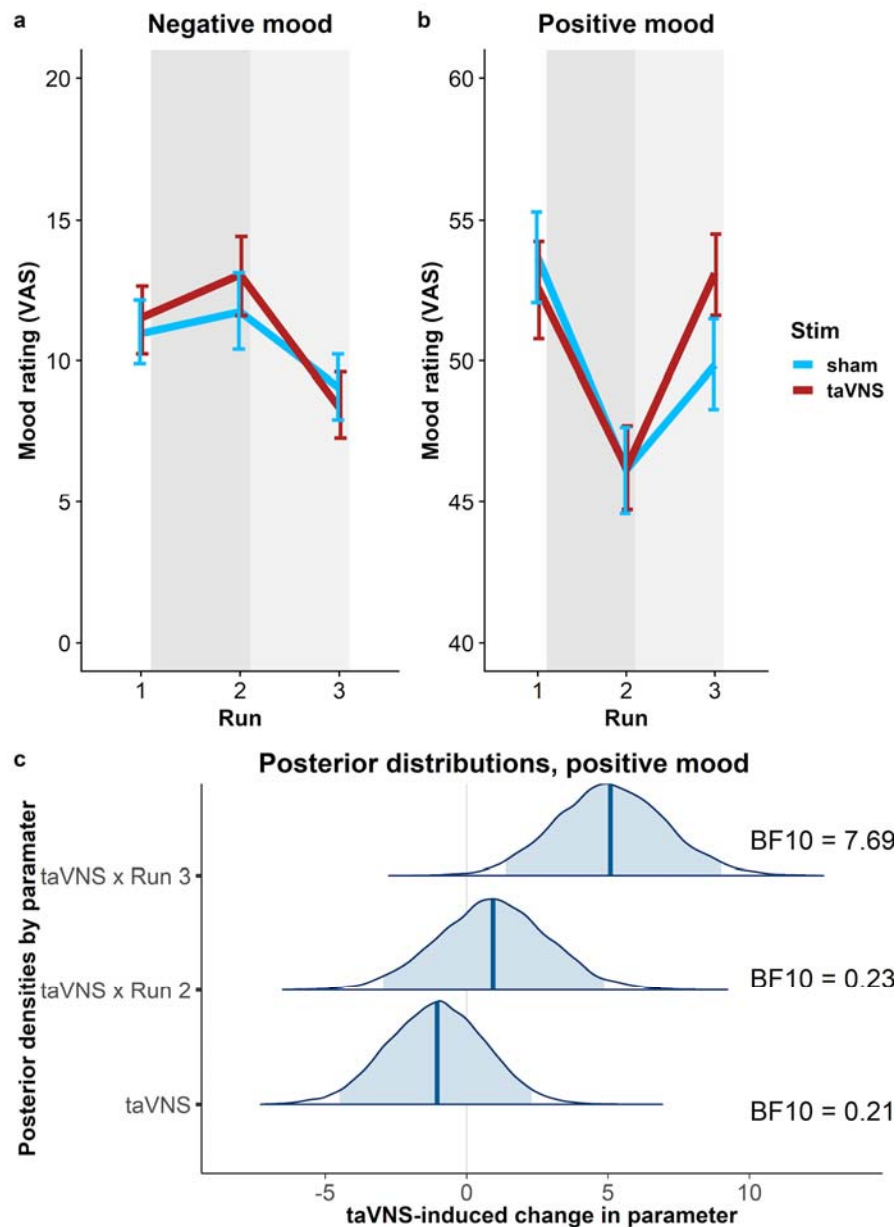 a
Negative mood
Mood rating (VAS)
20
15
10
5
0
1 2 3
Run
b
Positive mood
Mood rating (VAS)
60
55
50
45
40
1 2 3
Run
Stim
sham
taVNS
c
Posterior distributions, positive mood
Posterior densities by paramater
taVNS x Run 3
BF10 = 7.69
taVNS x Run 2
BF10 = 0.23
taVNS
BF10 = 0.21
-5 0 5 10
taVNS-induced change in parameter